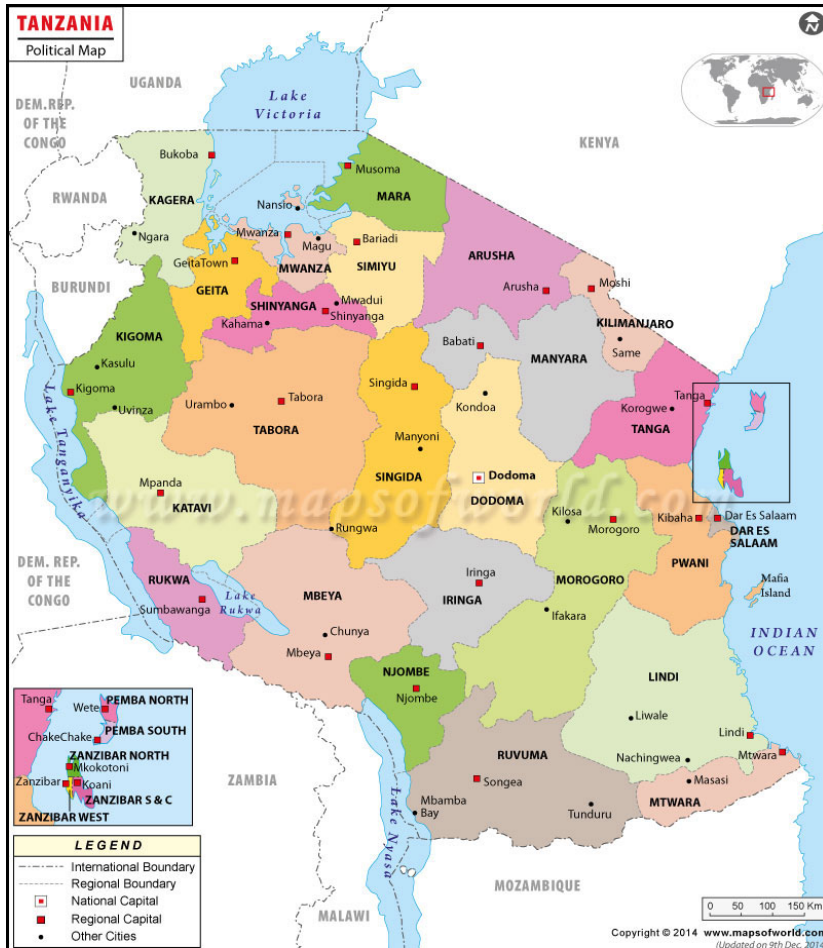 TANZANIA
Political Map
N
UGANDA
DEM.REP.
OF THE
CONGO
Lake
Victoria
KENYA
RWANDA
Bukoba
KAGERA
Ngara
Musoma
MARA
Nansio
Mwanza
Magu
MWANZA
Bariadi
SIMIYU
GeitaTown
GEITA
ARUSHA
Arusha
Moshi
KILIMANJARO
Same
BURUNDI
SHINYANGA
Mwadui
Shinyanga
Kahama
KIGOMA
Kasulu
Kigoma
Uvinza
Babati
MANYARA
Urambo
Tabora
TABORA
Singida
Manyoni
SINGIDA
Kondoa
Dodoma
DODOMA
Korogwe
Tanga
TANGA
Lake Tanganyika
Mpanda
KATAVI
www.mapsofworld.com
Rungwa
Kilosa
Morogoro
MOROGORO
Kibaha
Dar Es Salaam
DAR ES
SALAAM
PWANI
Mafia
Island
DEM. REP.
OF THE
CONGO
RUKWA
Sumbawanga
Lake
Rukwa
MBEYA
Chunya
Mbeya
Iringa
IRINGA
Ifakara
INDIAN
OCEAN
NJOMBE
Njombe
LINDI
Liwale
Lindi
Nachingwea
Mtwara
Masasi
MTWARA
RUVUMA
Songea
Mbamba
Bay
Tunduru
Lake Nyasa
ZAMBIA
MALAWI
MOZAMBIQUE
Tanga
Wete
PEMBA NORTH
ChakeChake
PEMBA SOUTH
ZANZIBAR NORTH
Mkokotoni
Zanzibar
Koani
ZANZIBAR S & C
ZANZIBAR WEST
LEGEND
International Boundary
Regional Boundary
National Capital
Regional Capital
Other Cities
0 50 100 150 Km
Copyright © 2014 www.mapsofworld.com
(Updated on 9th Dec,